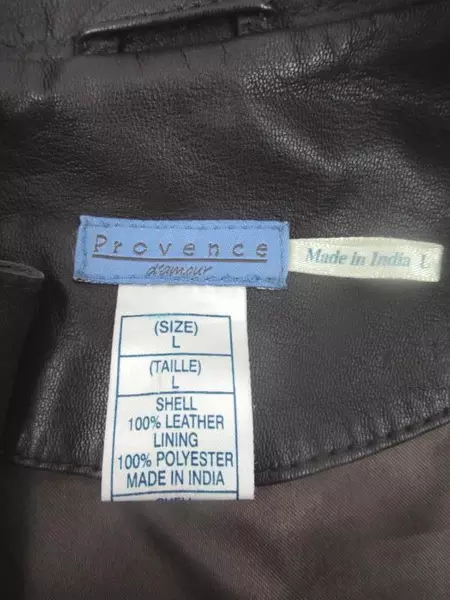 Provence
d'amour
Made in India L
(SIZE)
L
(TAILLE)
L
SHELL
100% LEATHER
LINING
100% POLYESTER
MADE IN INDIA